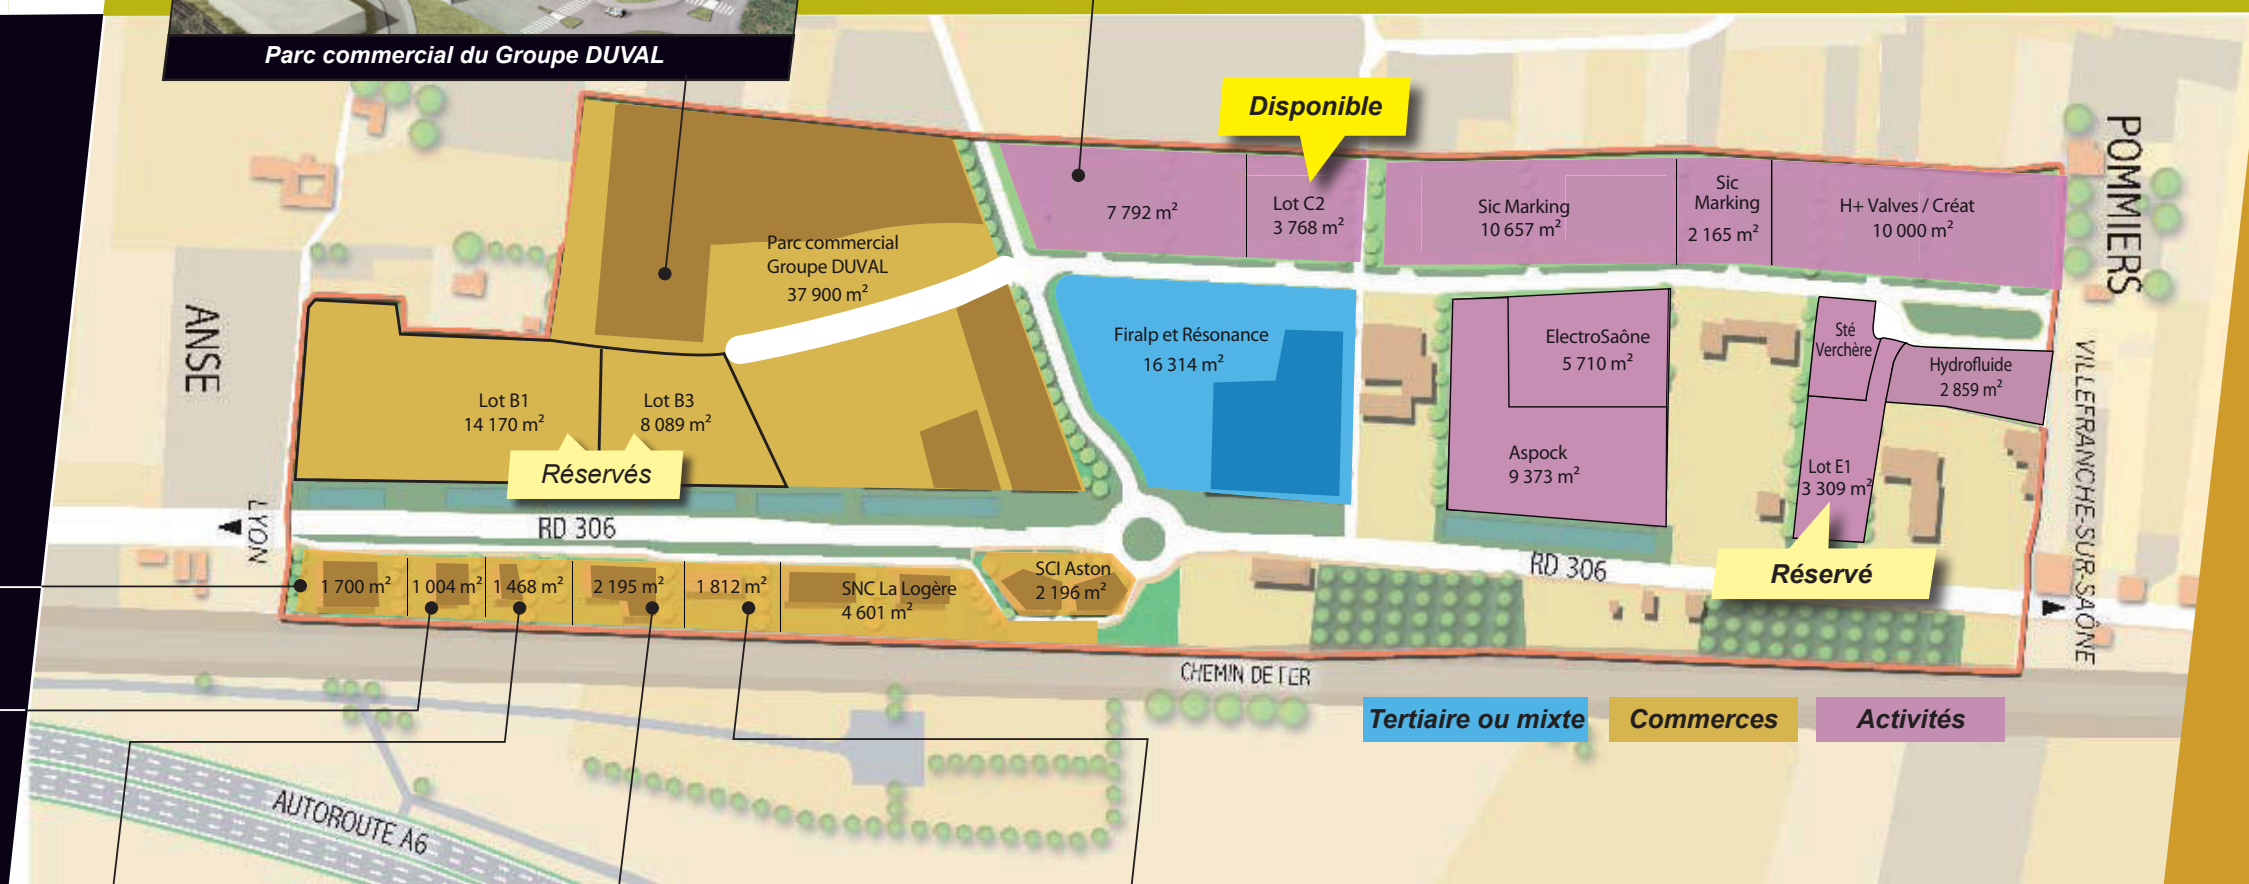 Parc commercial du Groupe DUVAL
Disponible
POMMIERS
ANSE
Parc commercial
Groupe DUVAL
37 900 m²
7 792 m²
Lot C2
3 768 m²
Sic Marking
10 657 m²
Sic
Marking
2 165 m²
H+ Valves / Créat
10 000 m²
Firalp et Résonance
16 314 m²
ElectroSaône
5 710 m²
Aspock
9 373 m²
Sté
Verchère
Hydrofluide
2 859 m²
Lot E1
3 309 m²
Réservé
Lot B1
14 170 m²
Lot B3
8 089 m²
Réservés
LYON
RD 306
RD 306
VILLEFRANCHE-SUR-SAÔNE
1 700 m²
1 004 m²
1 468 m²
2 195 m²
1 812 m²
SNC La Logère
4 601 m²
SCI Aston
2 196 m²
CHEMIN DE FER
Tertiaire ou mixte
Commerces
Activités
AUTOROUTE A6